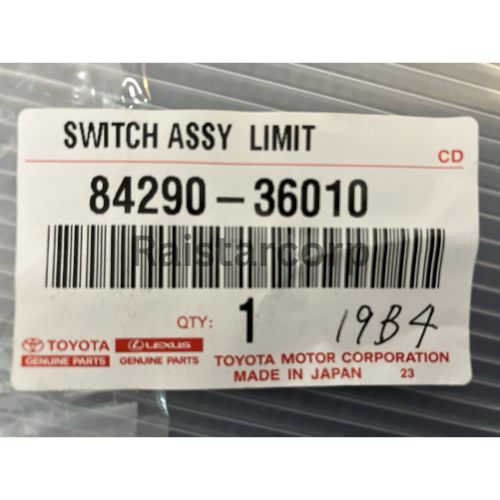 SWITCH ASSY LIMIT
CD
84290-36010
Raistarcorp
QTY: 1
19B4
TOYOTA LEXUS
GENUINE PARTS GENUINE PARTS
TOYOTA MOTOR CORPORATION
MADE IN JAPAN 23